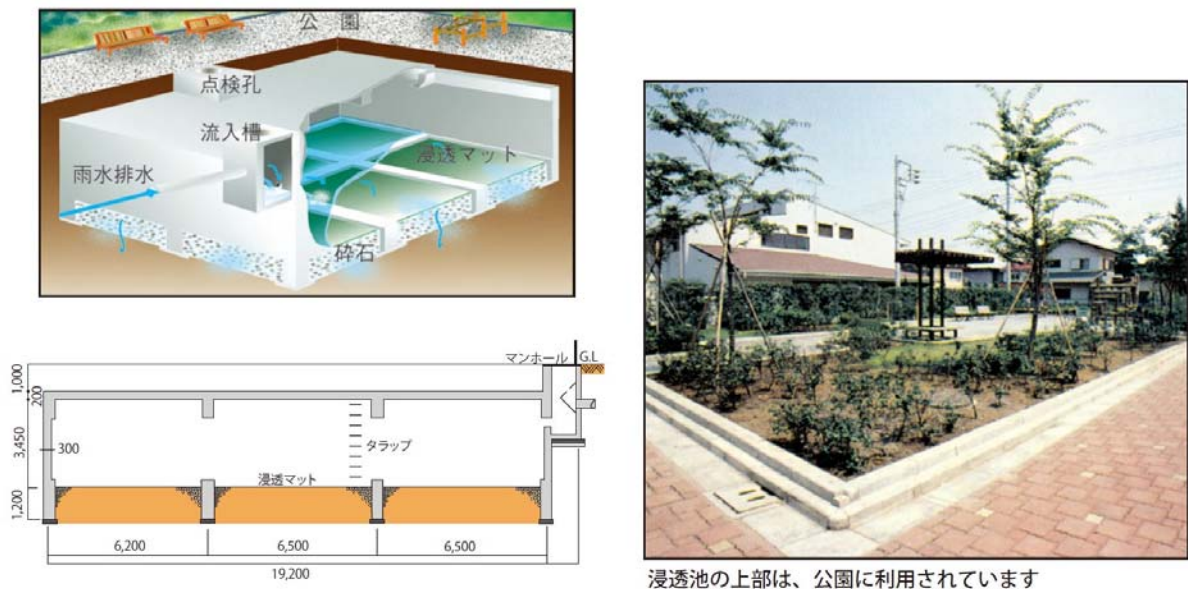 公 園
点検孔
流入槽
浸透マット
雨水排水
砕石
マンホール G.L
1,000
200
3,450
300
タラップ
浸透マット
1,200
6,200 6,500 6,500
19,200
浸透池の上部は、公園に利用されています